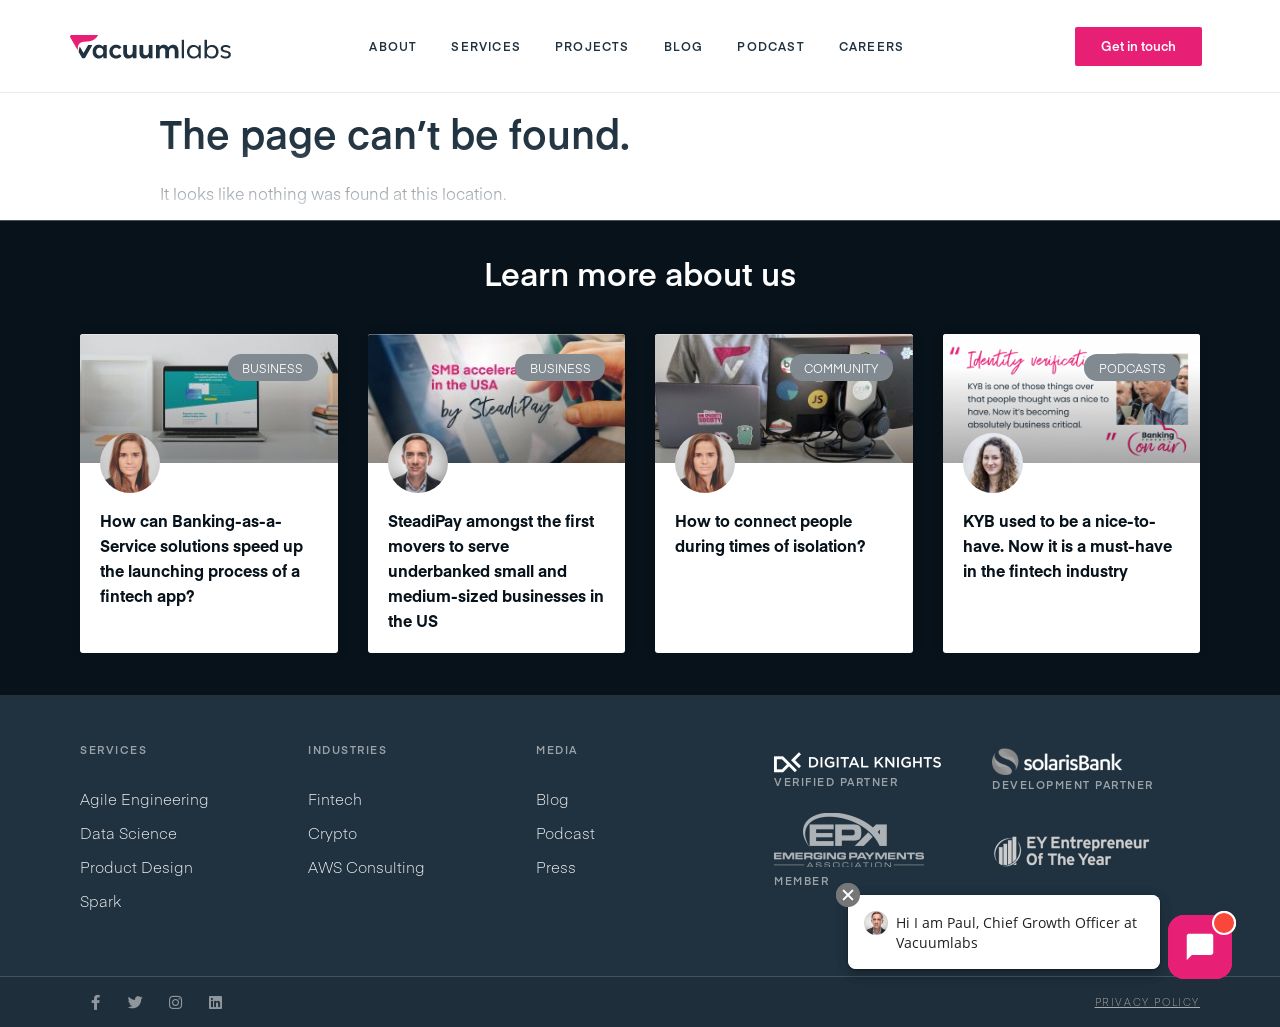 vacuumlabs
ABOUT SERVICES PROJECTS BLOG PODCAST CAREERS
Get in touch
The page can't be found.
It looks like nothing was found at this location.
Learn more about us
BUSINESS
How can Banking-as-a-
Service solutions speed up
the launching process of a
fintech app?
SMB accelera
in the USA
by SteadiPay
BUSINESS
SteadiPay amongst the first
movers to serve
underbanked small and
medium-sized businesses in
the US
COMMUNITY
JS
How to connect people
during times of isolation?
" Identity verificati
PODCASTS
KYB is one of those things over
that people thought was a nice to
have. Now it's becoming
absolutely business critical.
"
Banking
on air
KYB used to be a nice-to-
have. Now it is a must-have
in the fintech industry
SERVICES
Agile Engineering
Data Science
Product Design
Spark
INDUSTRIES
Fintech
Crypto
AWS Consulting
MEDIA
Blog
Podcast
Press
DIGITAL KNIGHTS
VERIFIED PARTNER
solarisBank
DEVELOPMENT PARTNER
EPA
EMERGING PAYMENTS
ASSOCIATION
MEMBER
EY Entrepreneur
Of The Year
Hi I am Paul, Chief Growth Officer at
Vacuumlabs
PRIVACY POLICY